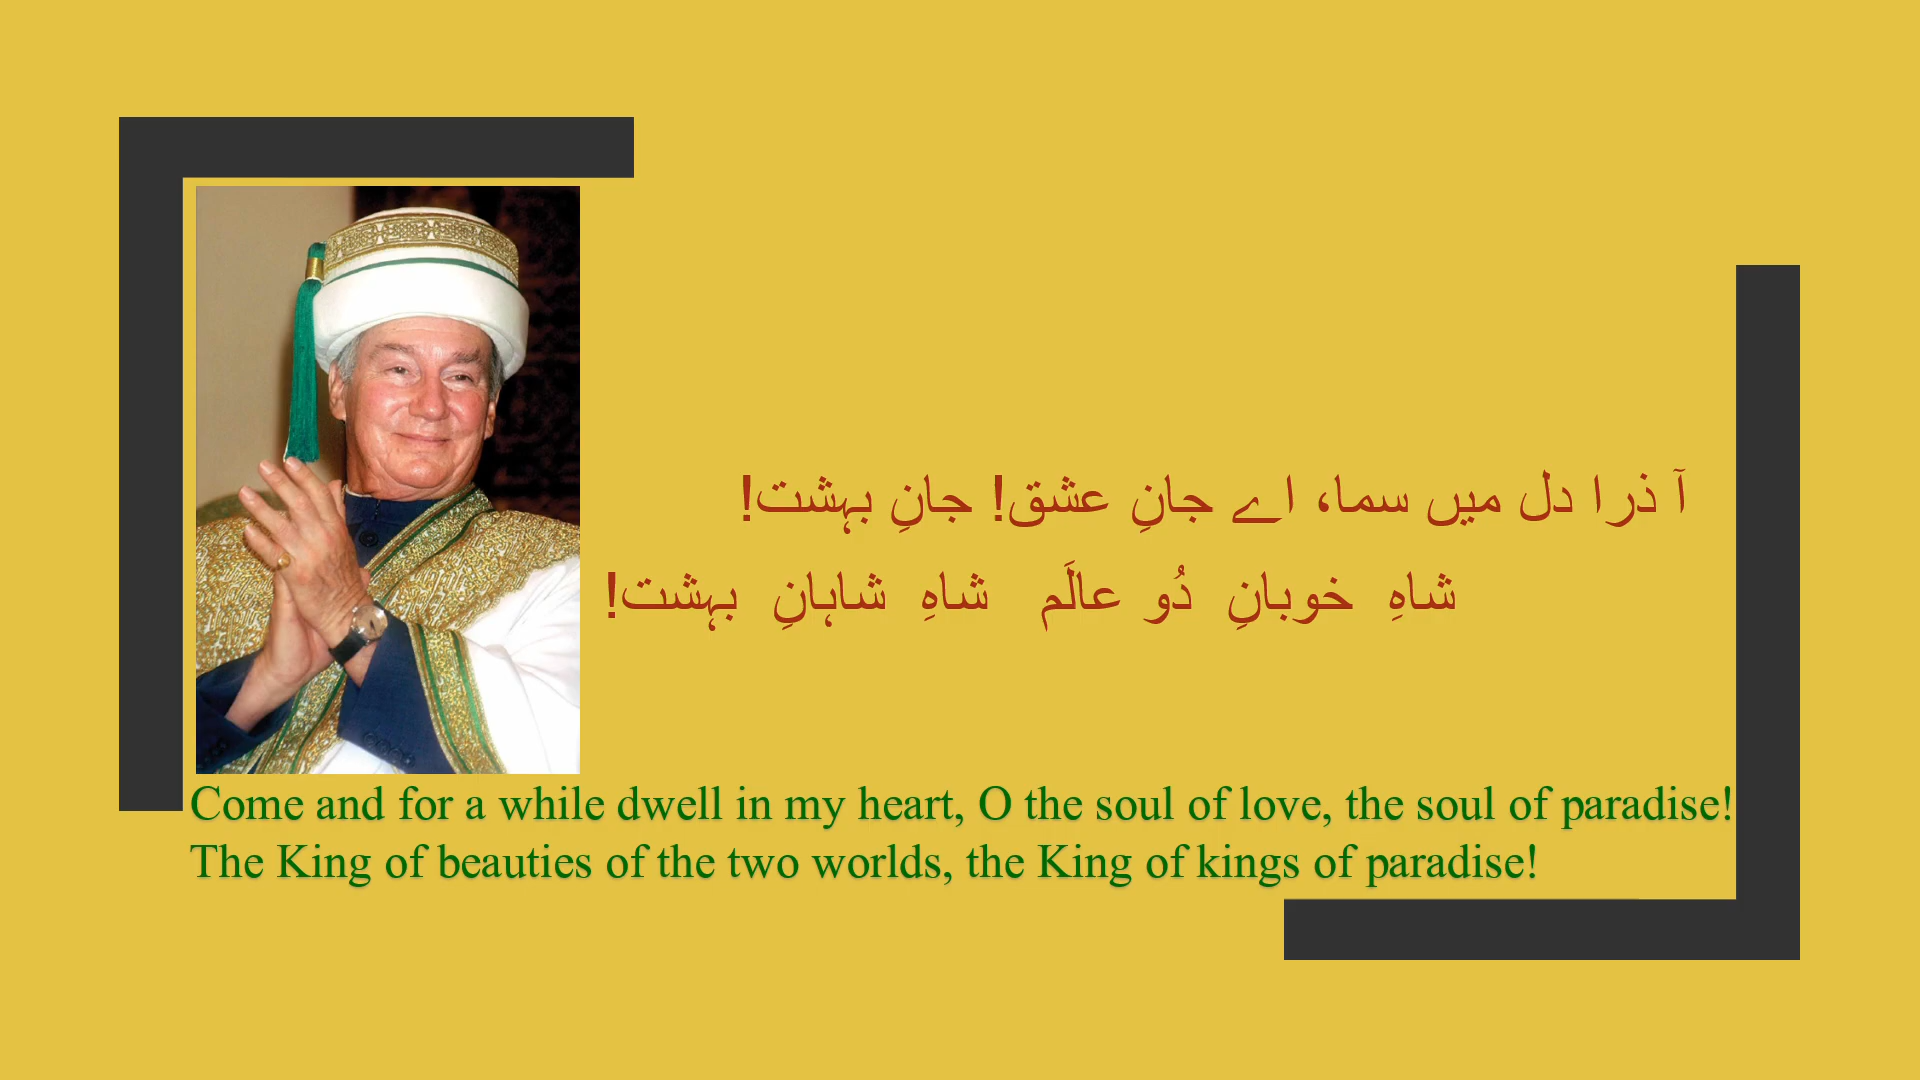 آ ذرا دل میں سما، اے جانِ عشق! جانِ بہشت!
شاہِ خوبانِ دُو عالَم شاہِ شاہانِ بہشت!
Come and for a while dwell in my heart, O the soul of love, the soul of paradise!
The King of beauties of the two worlds, the King of kings of paradise!